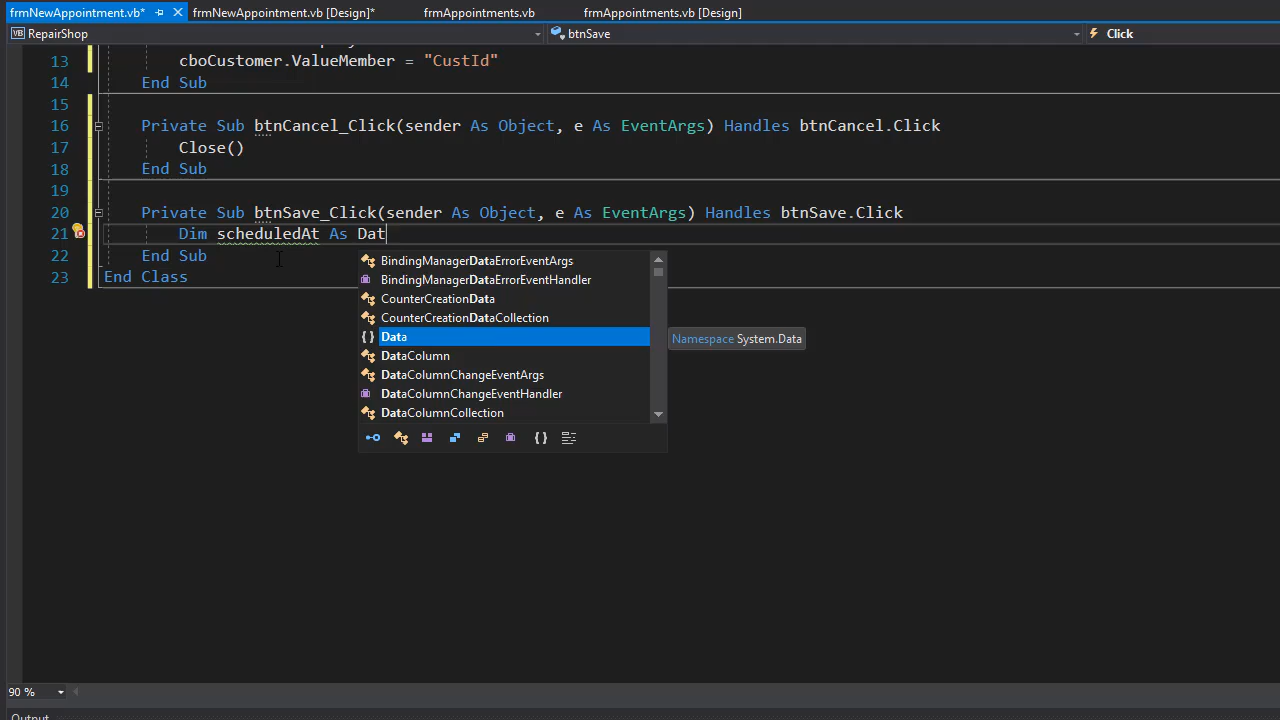 frmNewAppointment.vb* frmNewAppointment.vb [Design]* frmAppointments.vb frmAppointments.vb [Design]
VB RepairShop btnSave Click
13 cboCustomer.ValueMember = "CustId"
14 End Sub
15
16 Private Sub btnCancel_Click(sender As Object, e As EventArgs) Handles btnCancel.Click
17 Close()
18 End Sub
19
20 Private Sub btnSave_Click(sender As Object, e As EventArgs) Handles btnSave.Click
21 Dim scheduledAt As Dat
22 End Sub
23 End Class
BindingManagerDataErrorEventArgs
BindingManagerDataErrorEventHandler
CounterCreationData
CounterCreationDataCollection
{ } Data Namespace System.Data
DataColumn
DataColumnChangeEventArgs
DataColumnChangeEventHandler
DataColumnCollection
{ }
90 %
Output